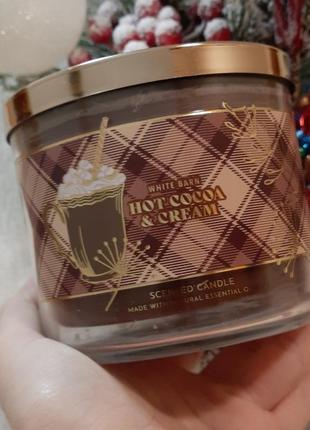 WHITE BARN
HOT COCOA
& CREAM
SCENTED CANDLE
MADE WITH NATURAL ESSENTIAL O